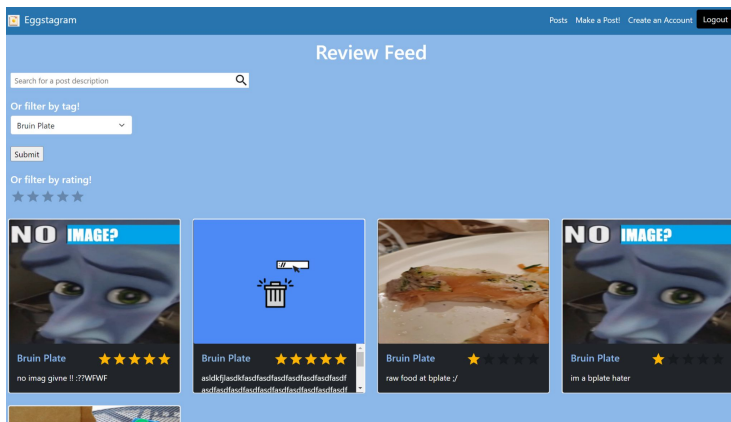 Eggstagram
Posts Make a Post! Create an Account Logout
Review Feed
Search for a post description
Or filter by tag!
Bruin Plate
Submit
Or filter by rating!
NO IMAGE?
NO IMAGE?
Bruin Plate
no imag givne !! :??WFWF
Bruin Plate
asldkfjlasdkfasdfasdfasdfasdfasdfasdfasdf
asdfasdfasdfasdfasdfasdfasdfasdfasdfasdf
Bruin Plate
raw food at bplate ;/
Bruin Plate
im a bplate hater